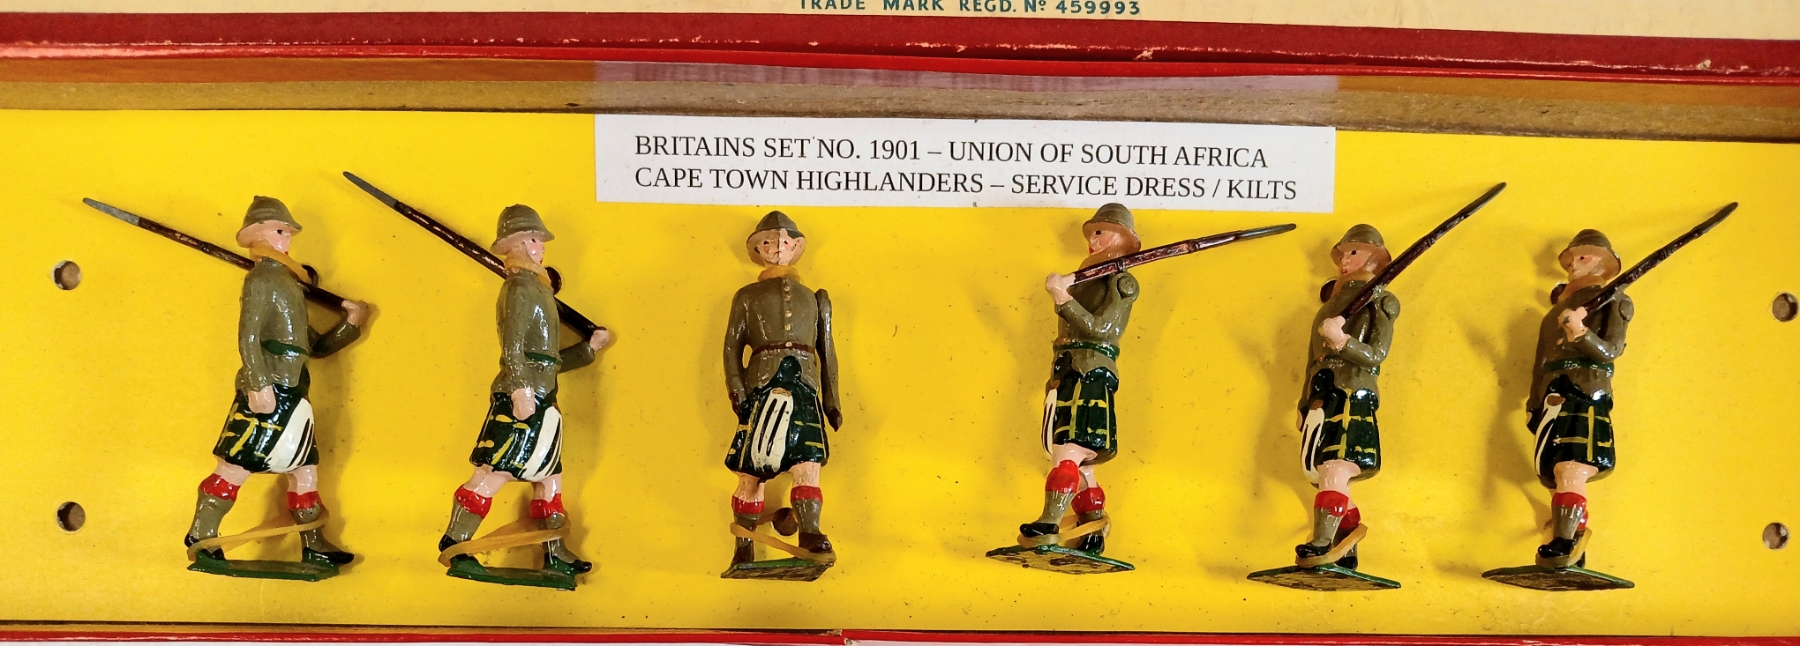 TRADE MARK REGD. Nº 459993
BRITAINS SET NO. 1901 – UNION OF SOUTH AFRICA
CAPE TOWN HIGHLANDERS – SERVICE DRESS / KILTS